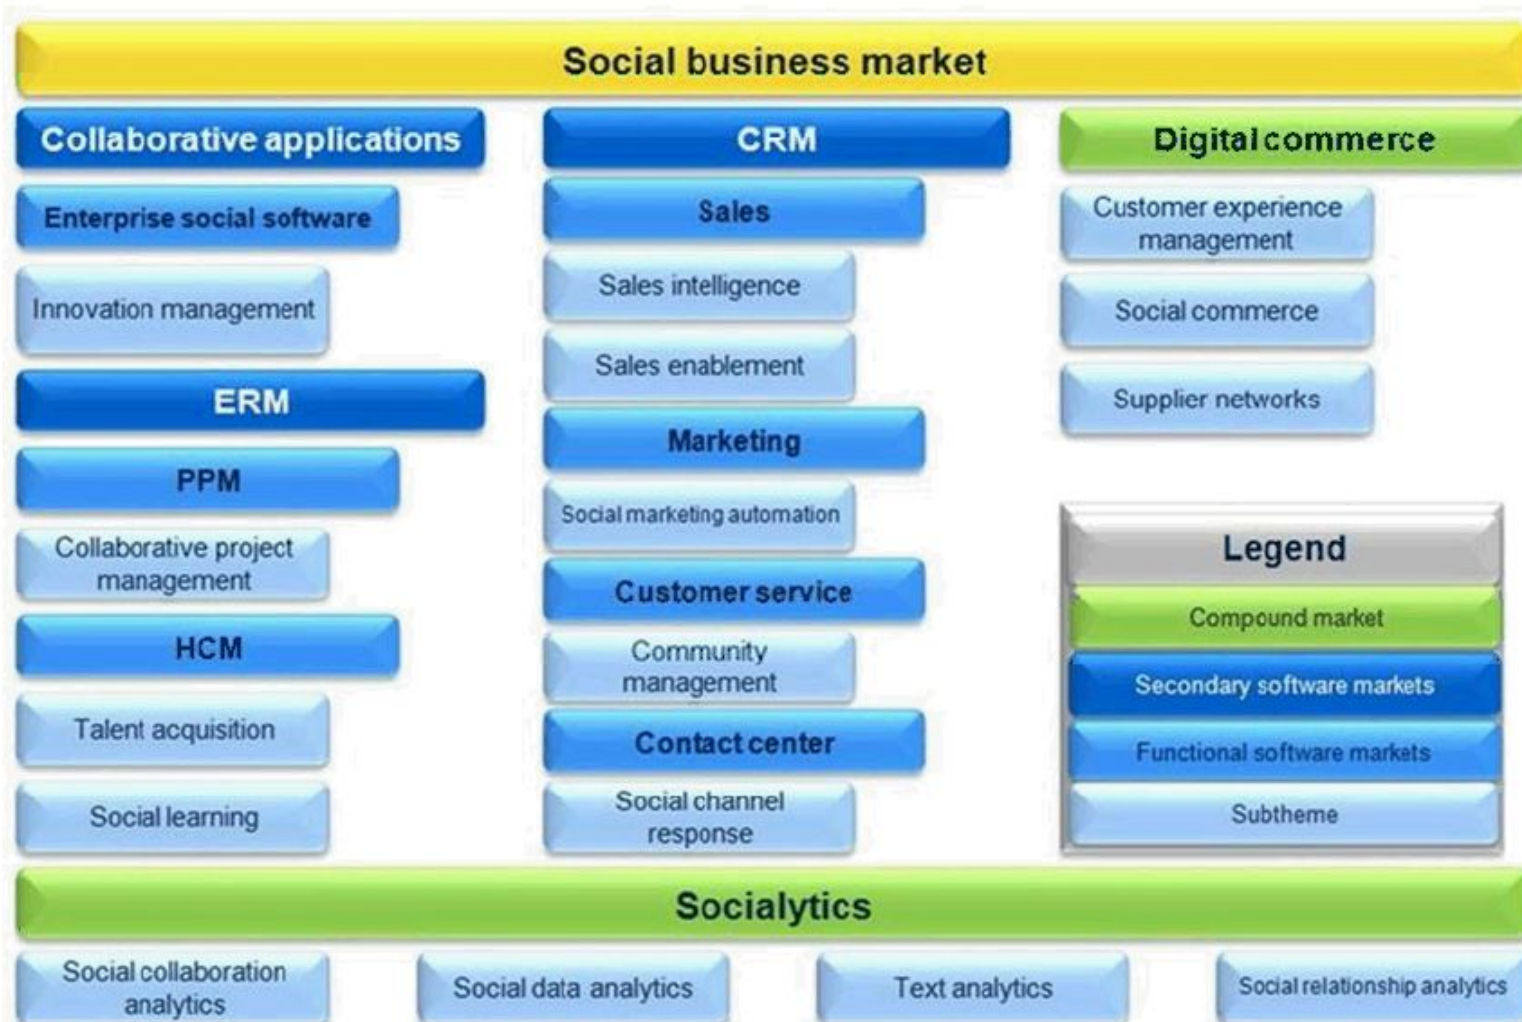 Social business market
Collaborative applications
Enterprise social software
Innovation management
ERM
PPM
Collaborative project
management
HCM
Talent acquisition
Social learning
CRM
Sales
Sales intelligence
Sales enablement
Marketing
Social marketing automation
Customer service
Community
management
Contact center
Social channel
response
Digital commerce
Customer experience
management
Social commerce
Supplier networks
Legend
Compound market
Secondary software markets
Functional software markets
Subtheme
Socialytics
Social collaboration
analytics
Social data analytics
Text analytics
Social relationship analytics